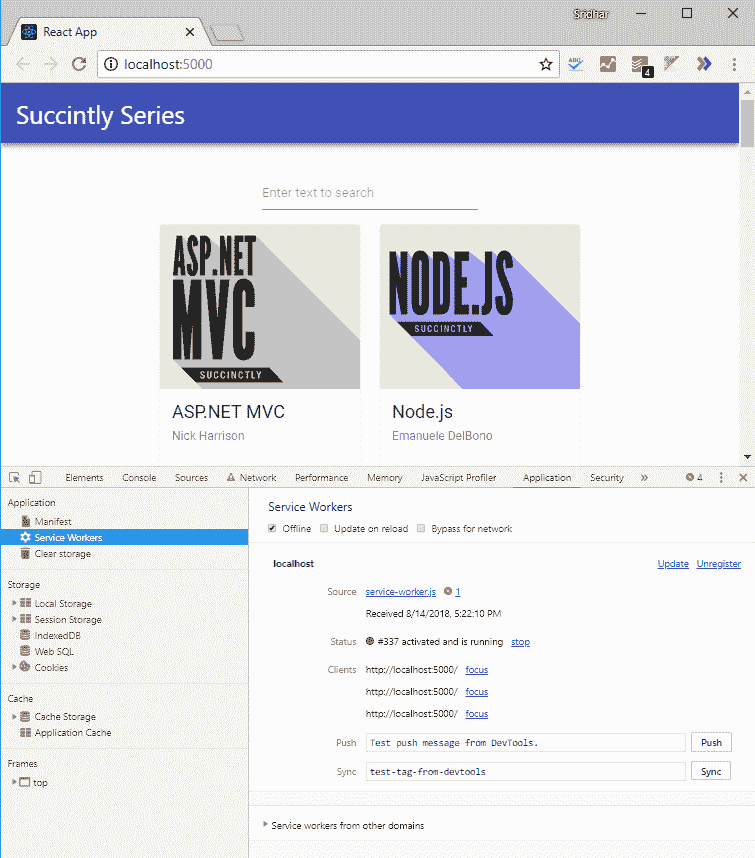 Sridhar
React App
localhost:5000
ABC
4
Succintly Series
Enter text to search
ASP.NET
MVC
SUCCINCTLY
NODE.JS
SUCCINCTLY
ASP.NET MVC
Nick Harrison
Node.js
Emanuele DelBono
Elements Console Sources Network Performance Memory JavaScript Profiler Application Security » 4
Application
Manifest
Service Workers
Clear storage
Storage
Local Storage
Session Storage
IndexedDB
Web SQL
Cookies
Cache
Cache Storage
Application Cache
Frames
top
Service Workers
Offline Update on reload Bypass for network
localhost Update Unregister
Source service-worker.js 1
Received 8/14/2018, 5:22:10 PM
Status #337 activated and is running stop
Clients http://localhost:5000/ focus
http://localhost:5000/ focus
http://localhost:5000/ focus
Push Test push message from DevTools. Push
Sync test-tag-from-devtools Sync
Service workers from other domains